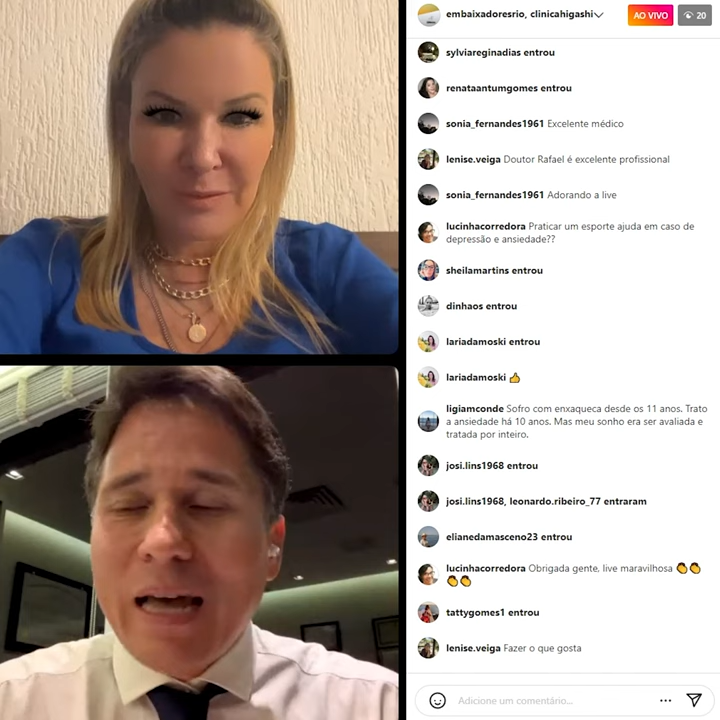 embaixadoresrio, clinicahigashi
AO VIVO
20
sylviareginadias entrou
renataantumgomes entrou
sonia_fernandes1961 Excelente médico
lenise.veiga Doutor Rafael é excelente profissional
sonia_fernandes1961 Adorando a live
lucinhacorredora Praticar um esporte ajuda em caso de
depressão e ansiedade??
sheilamartins entrou
dinhaos entrou
lariadamoski entrou
lariadamoski 👍
ligiamconde Sofro com enxaqueca desde os 11 anos. Trato
a ansiedade há 10 anos. Mas meu sonho era ser avaliada e
tratada por inteiro.
josi.lins1968 entrou
josi.lins1968, leonardo.ribeiro_77 entraram
elianedamasceno23 entrou
lucinhacorredora Obrigada gente, live maravilhosa 👏👏
👏👏
tattygomes1 entrou
lenise.veiga Fazer o que gosta
Adicione um comentário...